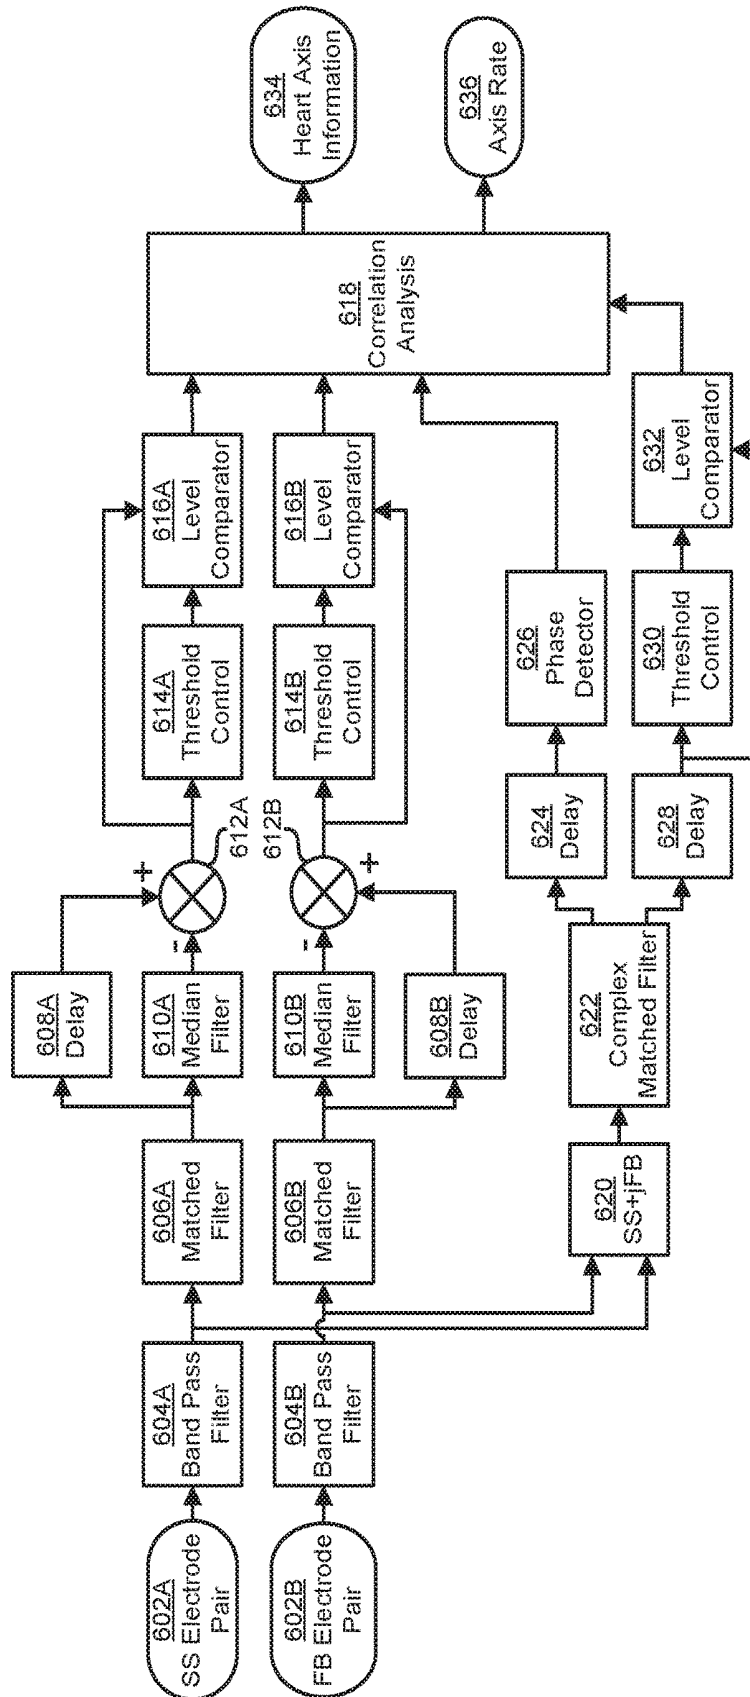 602A
SS Electrode
Pair
604A
Band Pass
Filter
606A
Matched
Filter
608A
Delay
610A
Median
Filter
+
-
612A
614A
Threshold
Control
616A
Level
Comparator
602B
FB Electrode
Pair
604B
Band Pass
Filter
606B
Matched
Filter
610B
Median
Filter
608B
Delay
-
+
612B
614B
Threshold
Control
616B
Level
Comparator
618
Correlation
Analysis
620
SS+jFB
622
Complex
Matched Filter
624
Delay
626
Phase
Detector
628
Delay
630
Threshold
Control
632
Level
Comparator
634
Heart Axis
Information
636
Axis Rate